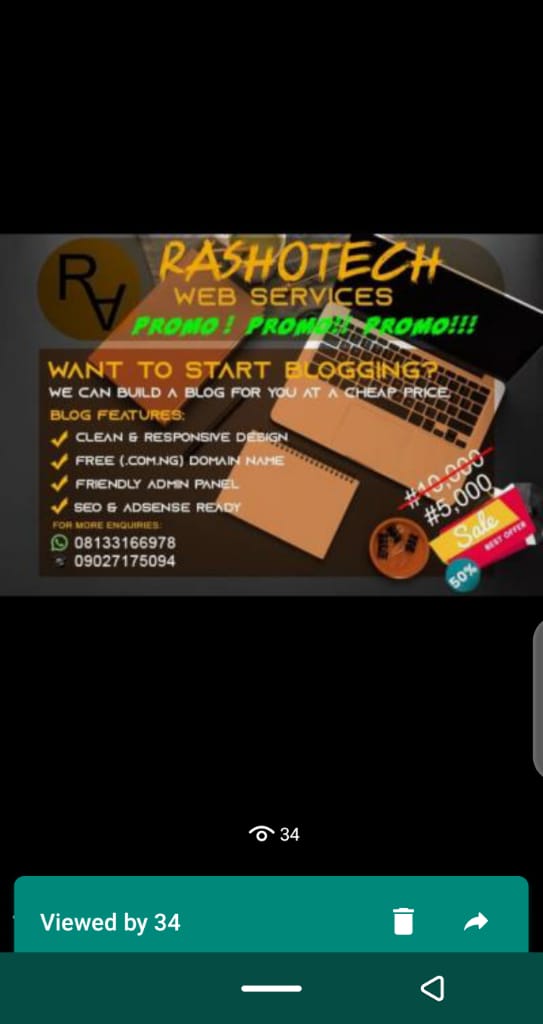 RA
RASHOTECH
WEB SERVICES
PROMO! PROMO!! PROMO!!!
WANT TO START BLOGGING?
WE CAN BUILD A BLOG FOR YOU AT A CHEAP PRICE.
BLOG FEATURES:
CLEAN & RESPONSIVE DESIGN
FREE (.COM.NG) DOMAIN NAME
FRIENDLY ADMIN PANEL
SEO & ADSENSE READY
FOR MORE ENQUIRIES:
08133166978
09027175094
#10,000
#5,000
Sale
BEST OFFER
50%
34
Viewed by 34